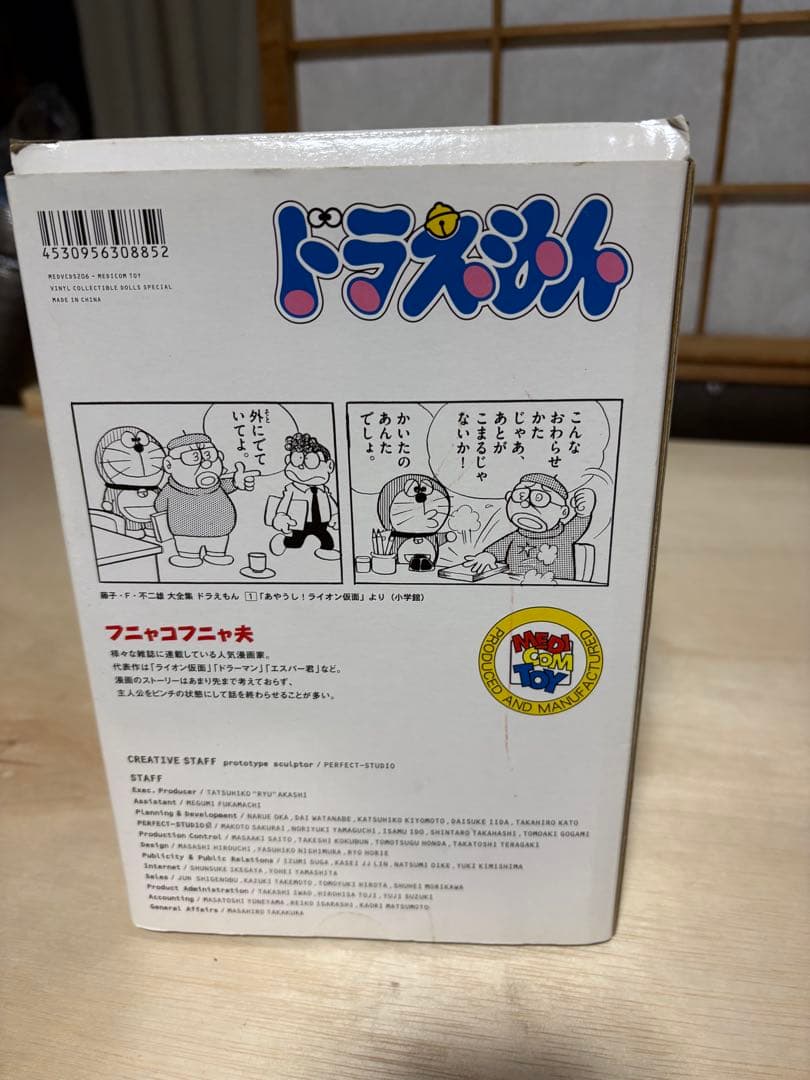 4530956308852
MEDVCDS206 - MEDICOM TOY
VINYL COLLECTIBLE DOLLS SPECIAL
MADE IN CHINA
ドラえもん
こんな
おわらせ
かた
じゃあ、
あとが
こまるじゃ
ないか!
かいたの
あんた
でしょ。
外にでて
いてよ。
藤子・F・不二雄 大全集 ドラえもん 1 「あやうし!ライオン仮面」より(小学館)
フニャコフニャ夫
様々な雑誌に連載している人気漫画家。
代表作は「ライオン仮面」「ドラーマン」「エスパー君」など。
漫画のストーリーはあまり先まで考えておらず、
主人公をピンチの状態にして話を終わらせることが多い。
MEDI
COM
TOY
PRODUCED AND MANUFACTURED
CREATIVE STAFF prototype sculptor / PERFECT-STUDIO
STAFF
Exec. Producer / TATSUHIKO "RYU" AKASHI
Assistant / MEGUMI FUKAMACHI
Planning & Development / NARUE OKA, DAI WATANABE, KATSUHIKO KIYOMOTO, DAISUKE IIDA, TAKAHIRO KATO
PERFECT-STUDIO / MAKOTO SAKURAI, NORIYUKI YAMAGUCHI, ISAMU IDO, SHINTARO TAKAHASHI, TOMOAKI GOGAMI
Production Control / MASAAKI SAITO, TAKESHI KOKUBUN, TOMOTSUGU HONDA, TAKATOSHI TERAGAKI
Design / MASASHI HIROUCHI, YASUHIKO NISHIMURA, RYO HORIE
Publicity & Public Relations / IZUMI SUGA, KASEI JJ LIN, NATSUMI OIKE, YUKI KIMISHIMA
Internet / SHUNSUKE IKEGAYA, YOHEI YAMASHITA
Sales / JUN SHIGENOBU, KAZUKI TAKEMOTO, TOMOYUKI HIROTA, SHUHEI MORIKAWA
Product Administration / TAKASHI IWAO, HIROHISA TOJI, YUJI SUZUKI
Accounting / MASATOSHI YONEYAMA, REIKO IGARASHI, KAORI MATSUMOTO
General Affairs / MASAHIRO TAKAKURA